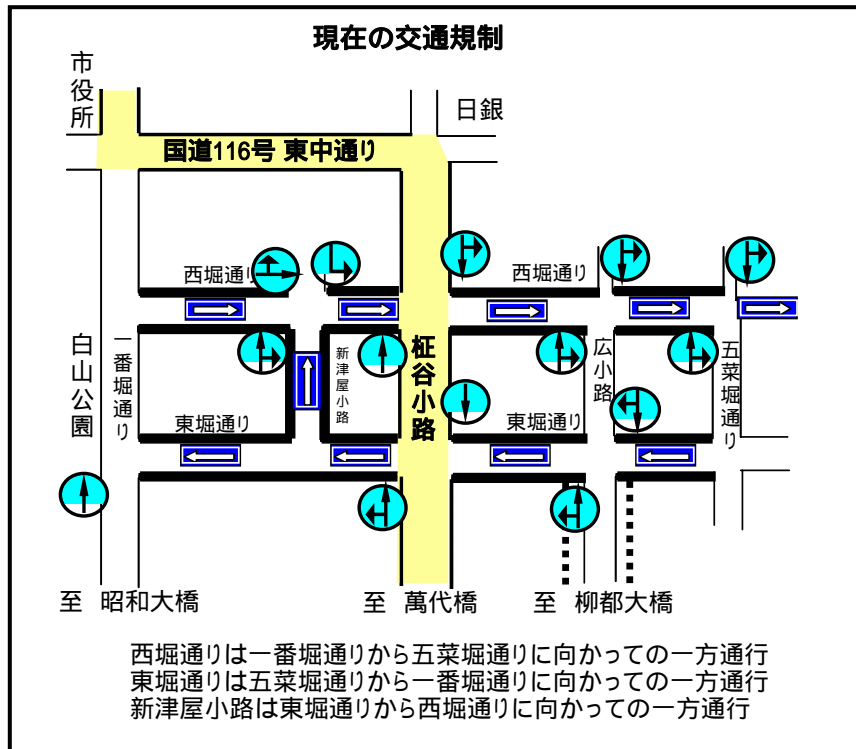 現在の交通規制
市役所
日銀
国道116号 東中通り
西堀通り
西堀通り
白山公園
一番堀通り
新津屋小路
柾谷小路
広小路
五菜堀通り
東堀通り
東堀通り
至 昭和大橋
至 萬代橋
至 柳都大橋
西堀通りは一番堀通りから五菜堀通りに向かっての一方通行
東堀通りは五菜堀通りから一番堀通りに向かっての一方通行
新津屋小路は東堀通りから西堀通りに向かっての一方通行